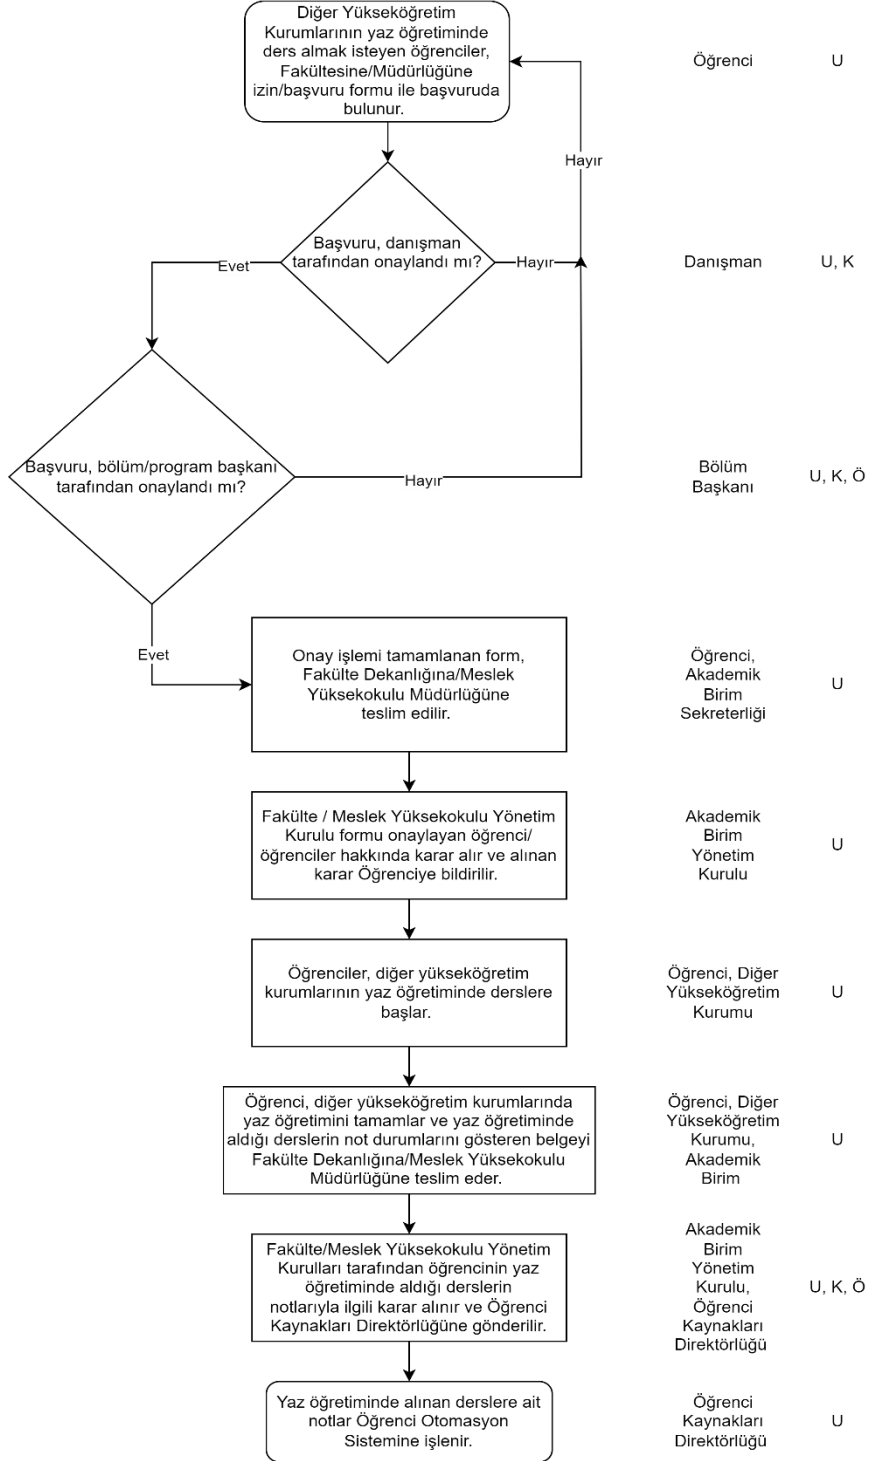 Diğer Yükseköğretim
Kurumlarının yaz öğretiminde
ders almak isteyen öğrenciler,
Fakültesine/Müdürlüğüne
izin/başvuru formu ile başvuruda
bulunur.
Öğrenci
U
Hayır
Başvuru, danışman
tarafından onaylandı mı?
Evet
Hayır
Danışman
U, K
Başvuru, bölüm/program başkanı
tarafından onaylandı mı?
Hayır
Bölüm
Başkanı
U, K, Ö
Evet
Onay işlemi tamamlanan form,
Fakülte Dekanlığına/Meslek
Yüksekokulu Müdürlüğüne
teslim edilir.
Öğrenci,
Akademik
Birim
Sekreterliği
U
Fakülte / Meslek Yüksekokulu Yönetim
Kurulu formu onaylayan öğrenci/
öğrenciler hakkında karar alır ve alınan
karar Öğrenciye bildirilir.
Akademik
Birim
Yönetim
Kurulu
U
Öğrenciler, diğer yükseköğretim
kurumlarının yaz öğretiminde derslere
başlar.
Öğrenci, Diğer
Yükseköğretim
Kurumu
U
Öğrenci, diğer yükseköğretim kurumlarında
yaz öğretimini tamamlar ve yaz öğretiminde
aldığı derslerin not durumlarını gösteren belgeyi
Fakülte Dekanlığına/Meslek Yüksekokulu
Müdürlüğüne teslim eder.
Öğrenci, Diğer
Yükseköğretim
Kurumu,
Akademik
Birim
U
Fakülte/Meslek Yüksekokulu Yönetim
Kurulları tarafından öğrencinin yaz
öğretiminde aldığı derslerin
notlarıyla ilgili karar alınır ve Öğrenci
Kaynakları Direktörlüğüne gönderilir.
Akademik
Birim
Yönetim
Kurulu,
Öğrenci
Kaynakları
Direktörlüğü
U, K, Ö
Yaz öğretiminde alınan derslere ait
notlar Öğrenci Otomasyon
Sistemine işlenir.
Öğrenci
Kaynakları
Direktörlüğü
U